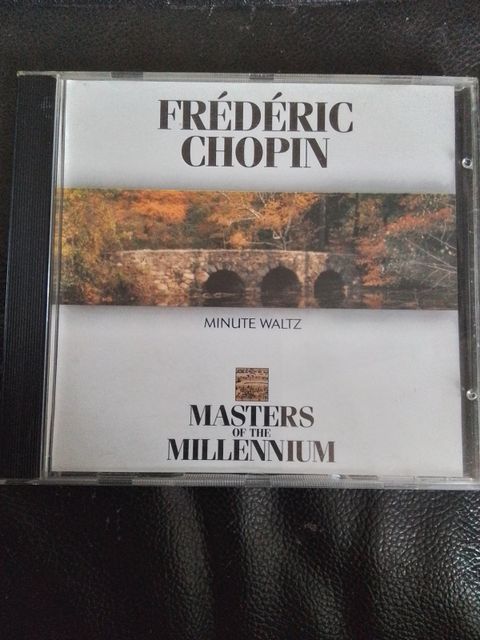 FRÉDÉRIC
CHOPIN
MINUTE WALTZ
MASTERS
OF THE
MILLENNIUM